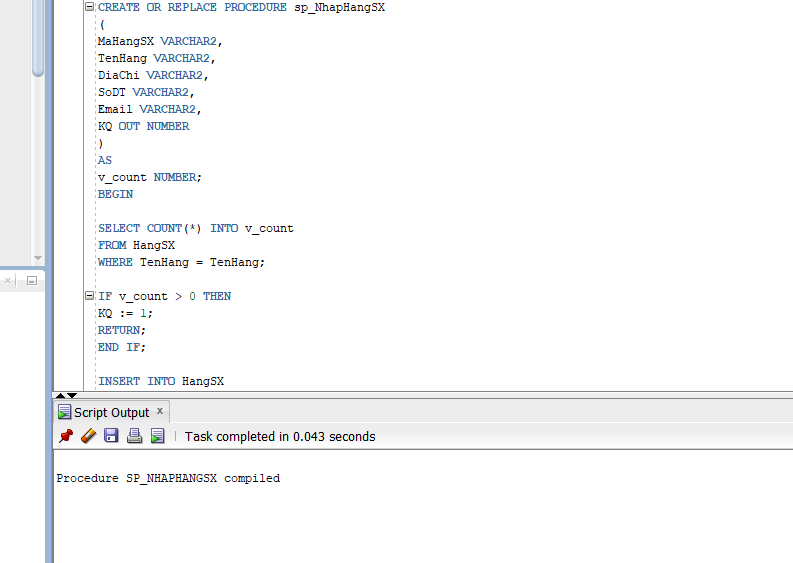 CREATE OR REPLACE PROCEDURE sp_NhapHangSX
(
MaHangSX VARCHAR2,
TenHang VARCHAR2,
DiaChi VARCHAR2,
SoDT VARCHAR2,
Email VARCHAR2,
KQ OUT NUMBER
)
AS
v_count NUMBER;
BEGIN
SELECT COUNT(*) INTO v_count
FROM HangSX
WHERE TenHang = TenHang;
IF v_count > 0 THEN
KQ := 1;
RETURN;
END IF;
INSERT INTO HangSX
Script Output x
Task completed in 0.043 seconds
Procedure SP_NHAPHANGSX compiled